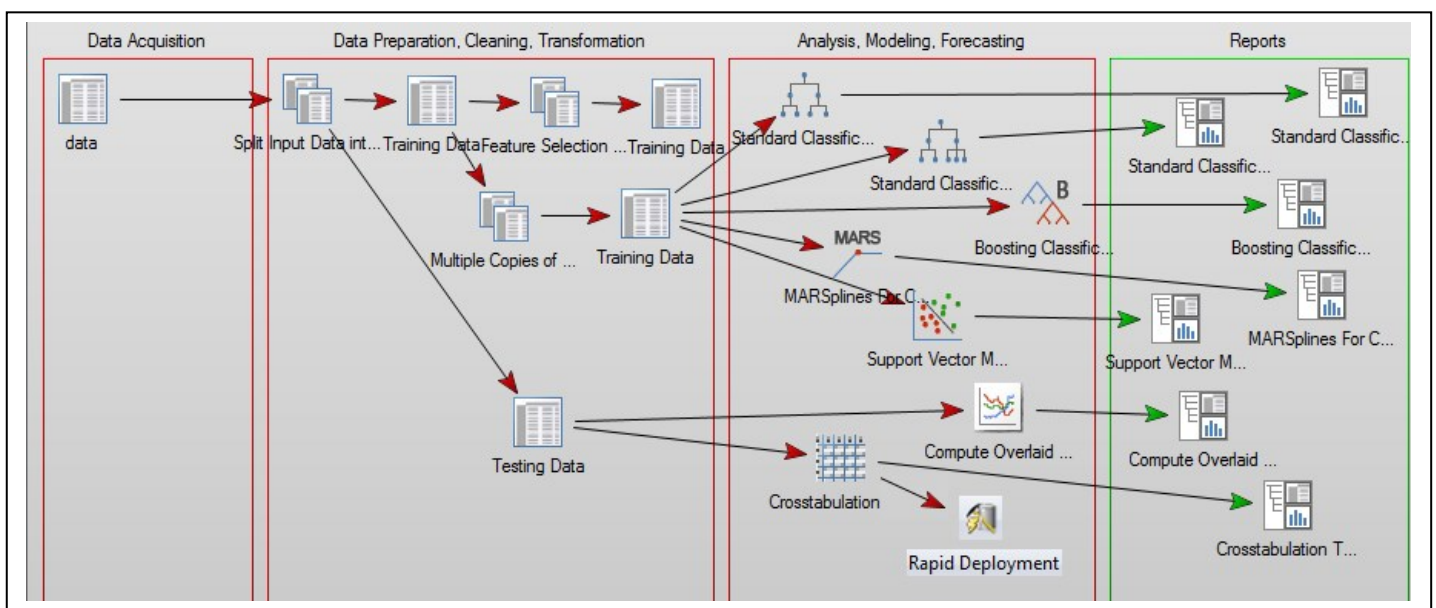 Data Acquisition
Data Preparation, Cleaning, Transformation
Analysis, Modeling, Forecasting
Reports
data
Split Input Data int...
Training Data
Feature Selection ...
Training Data
Standard Classific...
Standard Classific...
Standard Classific...
Standard Classific...
Multiple Copies of ...
Training Data
B
Boosting Classific...
Boosting Classific...
MARS
MARSplines For C...
MARSplines For C...
Support Vector M...
Support Vector M...
Testing Data
Compute Overlaid ...
Compute Overlaid ...
Crosstabulation
Crosstabulation T...
Rapid Deployment